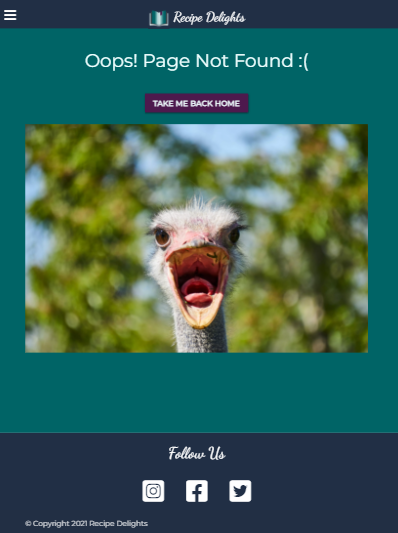 Recipe Delights
Oops! Page Not Found :(
TAKE ME BACK HOME
Follow Us
© Copyright 2021 Recipe Delights